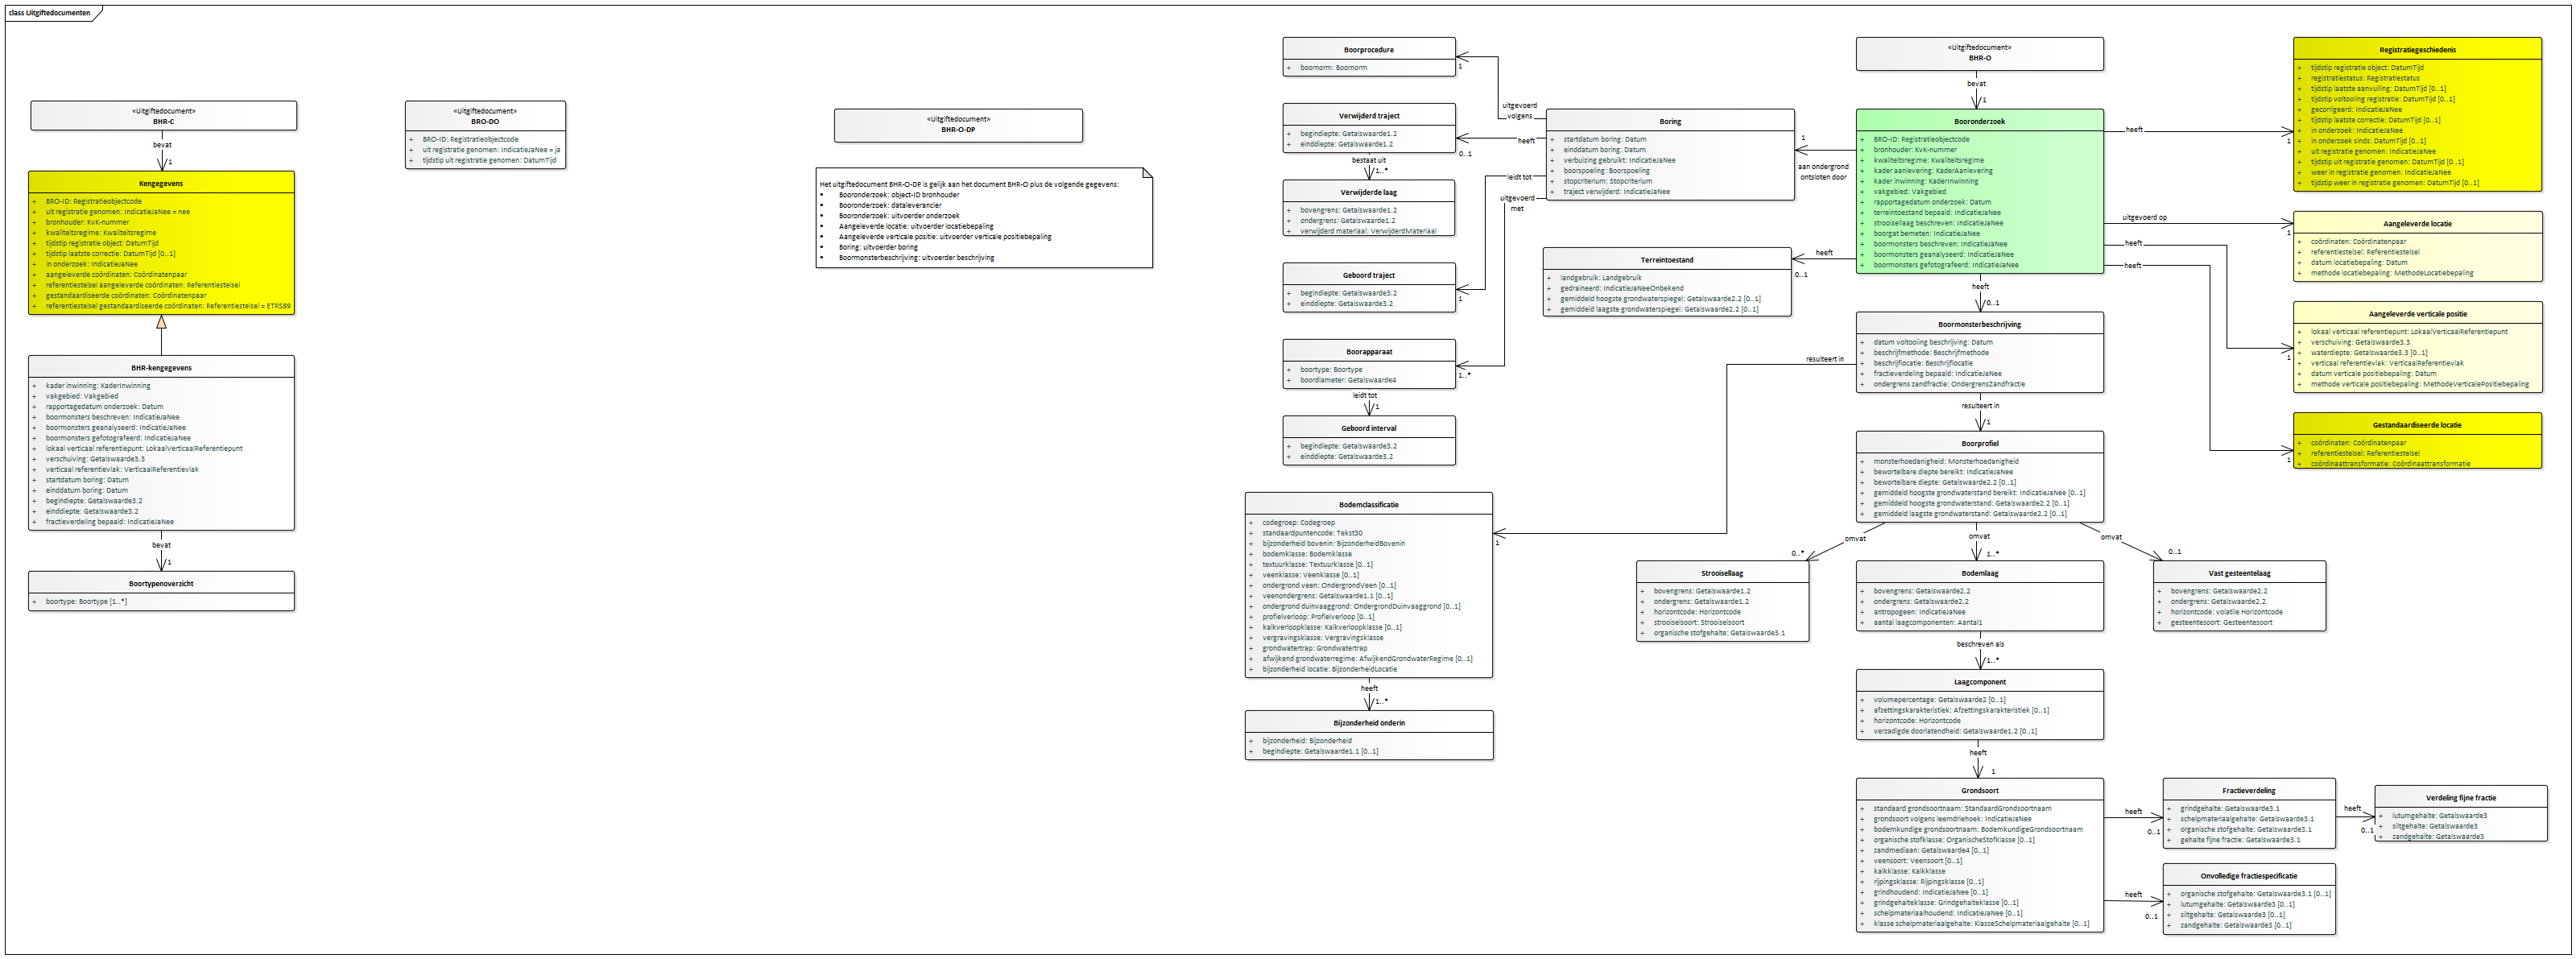 class Uitgiftedocumenten
«Uitgiftedocument»
BHR-C
bevat
1
Kengegevens
+ BRO-ID: Registratieobjectcode
+ uit registratie genomen: IndicatieJaNee = nee
+ bronhouder: KvK-nummer
+ kwaliteitsregime: Kwaliteitsregime
+ tijdstip registratie object: DatumTijd
+ tijdstip laatste correctie: DatumTijd [0..1]
+ in onderzoek: IndicatieJaNee
+ aangeleverde coördinaten: Coördinatenpaar
+ referentiestelsel aangeleverde coördinaten: Referentiestelsel
+ gestandaardiseerde coördinaten: Coördinatenpaar
+ referentiestelsel gestandaardiseerde coördinaten: Referentiestelsel = ETRS89
BHR-kengegevens
+ kader inwinning: KaderInwinning
+ vakgebied: Vakgebied
+ rapportagedatum onderzoek: Datum
+ boormonsters beschreven: IndicatieJaNee
+ boormonsters geanalyseerd: IndicatieJaNee
+ boormonsters gefotografeerd: IndicatieJaNee
+ lokaal verticaal referentiepunt: LokaalVerticaalReferentiepunt
+ verschuiving: Getalswaarde3.3
+ verticaal referentievlak: VerticaalReferentievlak
+ startdatum boring: Datum
+ einddatum boring: Datum
+ begindiepte: Getalswaarde3.2
+ einddiepte: Getalswaarde3.2
+ fractieverdeling bepaald: IndicatieJaNee
bevat
1
Boortypenoverzicht
+ boortype: Boortype [1..*]
«Uitgiftedocument»
BRO-DO
+ BRO-ID: Registratieobjectcode
+ uit registratie genomen: IndicatieJaNee = ja
+ tijdstip uit registratie genomen: DatumTijd
«Uitgiftedocument»
BHR-O-DP
Het uitgiftedocument BHR-O-DP is gelijk aan het document BHR-O plus de volgende gegevens:
• Booronderzoek: object-ID bronhouder
• Booronderzoek: dataleverancier
• Booronderzoek: uitvoerder onderzoek
• Aangeleverde locatie: uitvoerder locatiebepaling
• Aangeleverde verticale positie: uitvoerder verticale positiebepaling
• Boring: uitvoerder boring
• Boormonsterbeschrijving: uitvoerder beschrijving
Boorprocedure
+ boornorm: Boornorm
1
uitgevoerd
volgens
Verwijderd traject
+ begindiepte: Getalswaarde1.2
+ einddiepte: Getalswaarde1.2
0..1
heeft
bestaat uit
1..*
Verwijderde laag
+ bovengrens: Getalswaarde1.2
+ ondergrens: Getalswaarde1.2
+ verwijderd materiaal: VerwijderdMateriaal
leidt tot
uitgevoerd
met
Geboord traject
+ begindiepte: Getalswaarde3.2
+ einddiepte: Getalswaarde3.2
1
Boorapparaat
+ boortype: Boortype
+ boordiameter: Getalswaarde4
1..*
leidt tot
1
Geboord interval
+ begindiepte: Getalswaarde3.2
+ einddiepte: Getalswaarde3.2
Bodemclassificatie
+ codegroep: Codegroep
+ standaardpuntencode: Tekst50
+ bijzonderheid bovenin: BijzonderheidBovenin
+ bodemklasse: Bodemklasse
+ textuurklasse: Textuurklasse [0..1]
+ veenklasse: Veenklasse [0..1]
+ ondergrond veen: OndergrondVeen [0..1]
+ veenondergrens: Getalswaarde1.1 [0..1]
+ ondergrond duinvaaggrond: OndergrondDuinvaaggrond [0..1]
+ profielverloop: Profielverloop [0..1]
+ kalkverloopklasse: Kalkverloopklasse [0..1]
+ vergravingsklasse: Vergravingsklasse
+ grondwatertrap: Grondwatertrap
+ afwijkend grondwaterregime: AfwijkendGrondwaterRegime [0..1]
+ bijzonderheid locatie: BijzonderheidLocatie
1
heeft
1..*
Bijzonderheid onderin
+ bijzonderheid: Bijzonderheid
+ begindiepte: Getalswaarde1.1 [0..1]
Boring
+ startdatum boring: Datum
+ einddatum boring: Datum
+ verbuizing gebruikt: IndicatieJaNee
+ boorspoeling: Boorspoeling
+ stopcriterium: Stopcriterium
+ traject verwijderd: IndicatieJaNee
1
aan ondergrond
ontsloten door
Terreintoestand
+ landgebruik: Landgebruik
+ gedraineerd: IndicatieJaNeeOnbekend
+ gemiddeld hoogste grondwaterspiegel: Getalswaarde2.2 [0..1]
+ gemiddeld laagste grondwaterspiegel: Getalswaarde2.2 [0..1]
heeft
0..1
«Uitgiftedocument»
BHR-O
bevat
1
Booronderzoek
+ BRO-ID: Registratieobjectcode
+ bronhouder: KvK-nummer
+ kwaliteitsregime: Kwaliteitsregime
+ kader aanlevering: KaderAanlevering
+ kader inwinning: KaderInwinning
+ vakgebied: Vakgebied
+ rapportagedatum onderzoek: Datum
+ terreintoestand bepaald: IndicatieJaNee
+ strooisellaag beschreven: IndicatieJaNee
+ boorgat bemeten: IndicatieJaNee
+ boormonsters beschreven: IndicatieJaNee
+ boormonsters geanalyseerd: IndicatieJaNee
+ boormonsters gefotografeerd: IndicatieJaNee
heeft
0..1
Boormonsterbeschrijving
+ datum voltooiing beschrijving: Datum
+ beschrijfmethode: Beschrijfmethode
+ beschrijflocatie: Beschrijflocatie
+ fractieverdeling bepaald: IndicatieJaNee
+ ondergrens zandfractie: OndergrensZandfractie
resulteert in
resulteert in
1
Boorprofiel
+ monsterhoedanigheid: Monsterhoedanigheid
+ bewortelbare diepte bereikt: IndicatieJaNee
+ bewortelbare diepte: Getalswaarde2.2 [0..1]
+ gemiddeld hoogste grondwaterstand bereikt: IndicatieJaNee [0..1]
+ gemiddeld hoogste grondwaterstand: Getalswaarde2.2 [0..1]
+ gemiddeld laagste grondwaterstand: Getalswaarde2.2 [0..1]
omvat
0..*
omvat
1..*
omvat
0..1
Strooisellaag
+ bovengrens: Getalswaarde1.2
+ ondergrens: Getalswaarde1.2
+ horizontcode: Horizontcode
+ strooiselsoort: Strooiselsoort
+ organische stofgehalte: Getalswaarde3.1
Bodemlaag
+ bovengrens: Getalswaarde2.2
+ ondergrens: Getalswaarde2.2
+ antropogeen: IndicatieJaNee
+ aantal laagcomponenten: Aantal1
Vast gesteentelaag
+ bovengrens: Getalswaarde2.2
+ ondergrens: Getalswaarde2.2
+ horizontcode: volatile Horizontcode
+ gesteentesoort: Gesteentesoort
beschreven als
1..*
Laagcomponent
+ volumepercentage: Getalswaarde2 [0..1]
+ afzettingskarakteristiek: Afzettingskarakteristiek [0..1]
+ horizontcode: Horizontcode
+ verzadigde doorlatendheid: Getalswaarde1.2 [0..1]
heeft
1
Grondsoort
+ standaard grondsoortnaam: StandaardGrondsoortnaam
+ grondsoort volgens leemdriehoek: IndicatieJaNee
+ bodemkundige grondsoortnaam: BodemkundigeGrondsoortnaam
+ organische stofklasse: OrganischeStofklasse [0..1]
+ zandmediaan: Getalswaarde4 [0..1]
+ veensoort: Veensoort [0..1]
+ kalkklasse: Kalkklasse
+ rijpingsklasse: Rijpingsklasse [0..1]
+ grindhoudend: IndicatieJaNee [0..1]
+ grindgehalteklasse: Grindgehalteklasse [0..1]
+ schelpmateriaalhoudend: IndicatieJaNee [0..1]
+ klasse schelpmateriaalgehalte: KlasseSchelpmateriaalgehalte [0..1]
heeft
0..1
Fractieverdeling
+ grindgehalte: Getalswaarde3.1
+ schelpmateriaalgehalte: Getalswaarde3.1
+ organische stofgehalte: Getalswaarde3.1
+ gehalte fijne fractie: Getalswaarde3.1
heeft
0..1
Verdeling fijne fractie
+ lutumgehalte: Getalswaarde3
+ siltgehalte: Getalswaarde3
+ zandgehalte: Getalswaarde3
heeft
0..1
Onvolledige fractiespecificatie
+ organische stofgehalte: Getalswaarde3.1 [0..1]
+ lutumgehalte: Getalswaarde3 [0..1]
+ siltgehalte: Getalswaarde3 [0..1]
+ zandgehalte: Getalswaarde3 [0..1]
heeft
1
Registratiegeschiedenis
+ tijdstip registratie object: DatumTijd
+ registratiestatus: Registratiestatus
+ tijdstip laatste aanvulling: DatumTijd [0..1]
+ tijdstip voltooiing registratie: DatumTijd [0..1]
+ gecorrigeerd: IndicatieJaNee
+ tijdstip laatste correctie: DatumTijd [0..1]
+ in onderzoek: IndicatieJaNee
+ in onderzoek sinds: DatumTijd [0..1]
+ uit registratie genomen: IndicatieJaNee
+ tijdstip uit registratie genomen: DatumTijd [0..1]
+ weer in registratie genomen: IndicatieJaNee
+ tijdstip weer in registratie genomen: DatumTijd [0..1]
uitgevoerd op
1
Aangeleverde locatie
+ coördinaten: Coördinatenpaar
+ referentiestelsel: Referentiestelsel
+ datum locatiebepaling: Datum
+ methode locatiebepaling: MethodeLocatiebepaling
heeft
1
Aangeleverde verticale positie
+ lokaal verticaal referentiepunt: LokaalVerticaalReferentiepunt
+ verschuiving: Getalswaarde3.3
+ waterdiepte: Getalswaarde3.3 [0..1]
+ verticaal referentievlak: VerticaalReferentievlak
+ datum verticale positiebepaling: Datum
+ methode verticale positiebepaling: MethodeVerticalePositiebepaling
heeft
1
Gestandaardiseerde locatie
+ coördinaten: Coördinatenpaar
+ referentiestelsel: Referentiestelsel
+ coördinaattransformatie: Coördinaattransformatie